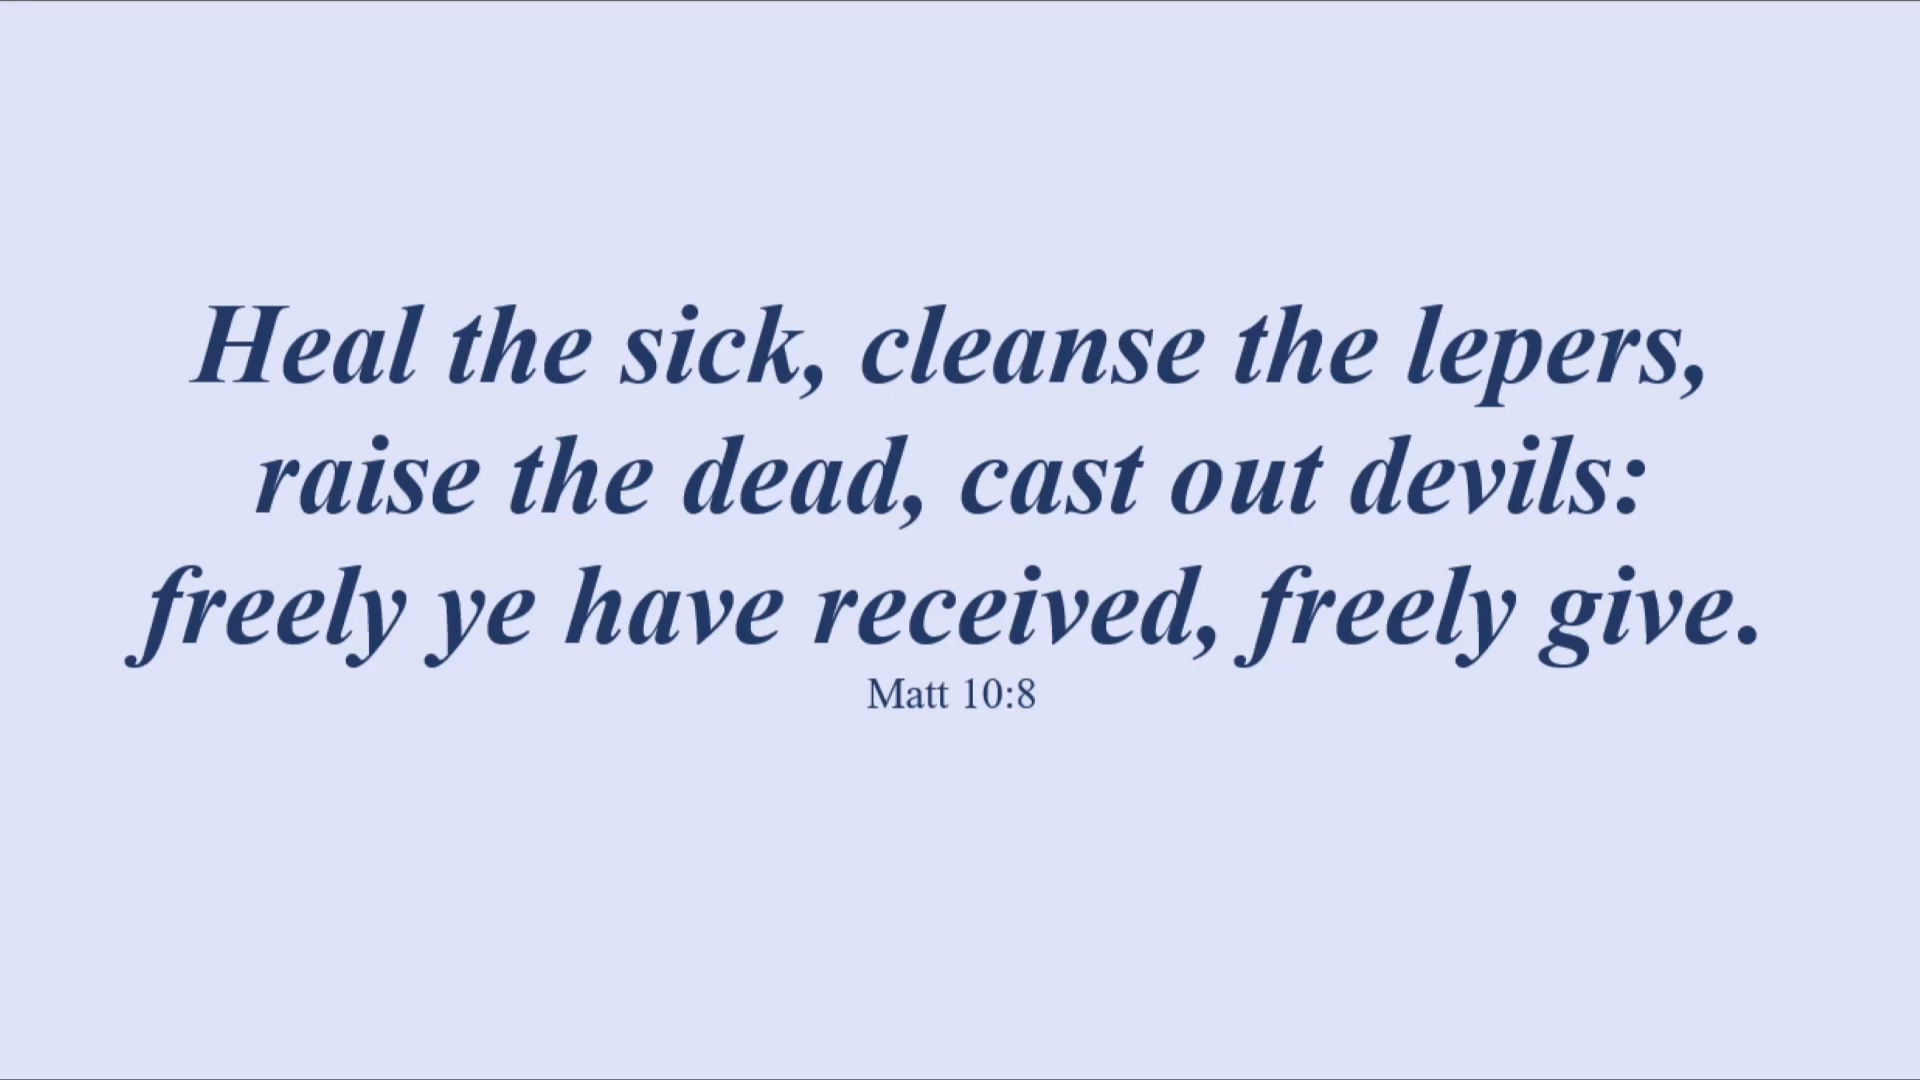 Heal the sick, cleanse the lepers,
raise the dead, cast out devils:
freely ye have received, freely give.
Matt 10:8